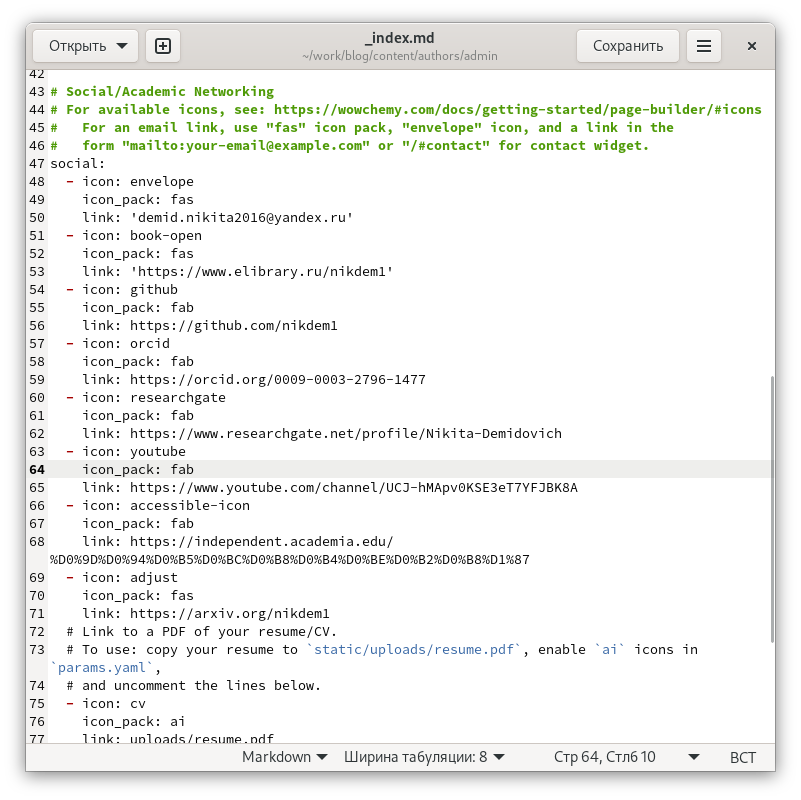 Открыть
_index.md
~/work/blog/content/authors/admin
Сохранить
42
43 # Social/Academic Networking
44 # For available icons, see: https://wowchemy.com/docs/getting-started/page-builder/#icons
45 #   For an email link, use "fas" icon pack, "envelope" icon, and a link in the
46 #   form "mailto:your-email@example.com" or "/#contact" for contact widget.
47 social:
48   - icon: envelope
49     icon_pack: fas
50     link: 'demid.nikita2016@yandex.ru'
51   - icon: book-open
52     icon_pack: fas
53     link: 'https://www.elibrary.ru/nikdem1'
54   - icon: github
55     icon_pack: fab
56     link: https://github.com/nikdem1
57   - icon: orcid
58     icon_pack: fab
59     link: https://orcid.org/0009-0003-2796-1477
60   - icon: researchgate
61     icon_pack: fab
62     link: https://www.researchgate.net/profile/Nikita-Demidovich
63   - icon: youtube
64     icon_pack: fab
65     link: https://www.youtube.com/channel/UCJ-hMApv0KSE3eT7YFJBK8A
66   - icon: accessible-icon
67     icon_pack: fab
68     link: https://independent.academia.edu/
%D0%9D%D0%94%D0%B5%D0%BC%D0%B8%D0%B4%D0%BE%D0%B2%D0%B8%D1%87
69   - icon: adjust
70     icon_pack: fas
71     link: https://arxiv.org/nikdem1
72   # Link to a PDF of your resume/CV.
73   # To use: copy your resume to `static/uploads/resume.pdf`, enable `ai` icons in
`params.yaml`,
74   # and uncomment the lines below.
75   - icon: cv
76     icon_pack: ai
77     link: uploads/resume.pdf
Markdown Ширина табуляции: 8 Стр 64, Стлб 10 ВСТ